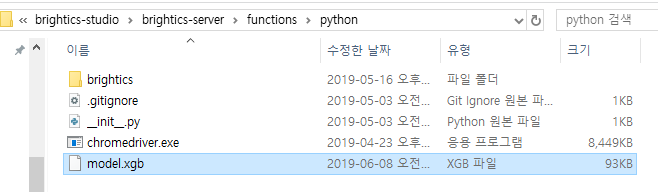 « brightics-studio > brightics-server > functions > python
python 검색
이름 수정한 날짜 유형 크기
brightics 2019-05-16 오후... 파일 폴더
.gitignore 2019-05-03 오전... Git Ignore 원본 파... 1KB
__init__.py 2019-05-03 오전... Python 원본 파일 1KB
chromedriver.exe 2019-04-23 오후... 응용 프로그램 8,449KB
model.xgb 2019-06-08 오전... XGB 파일 93KB